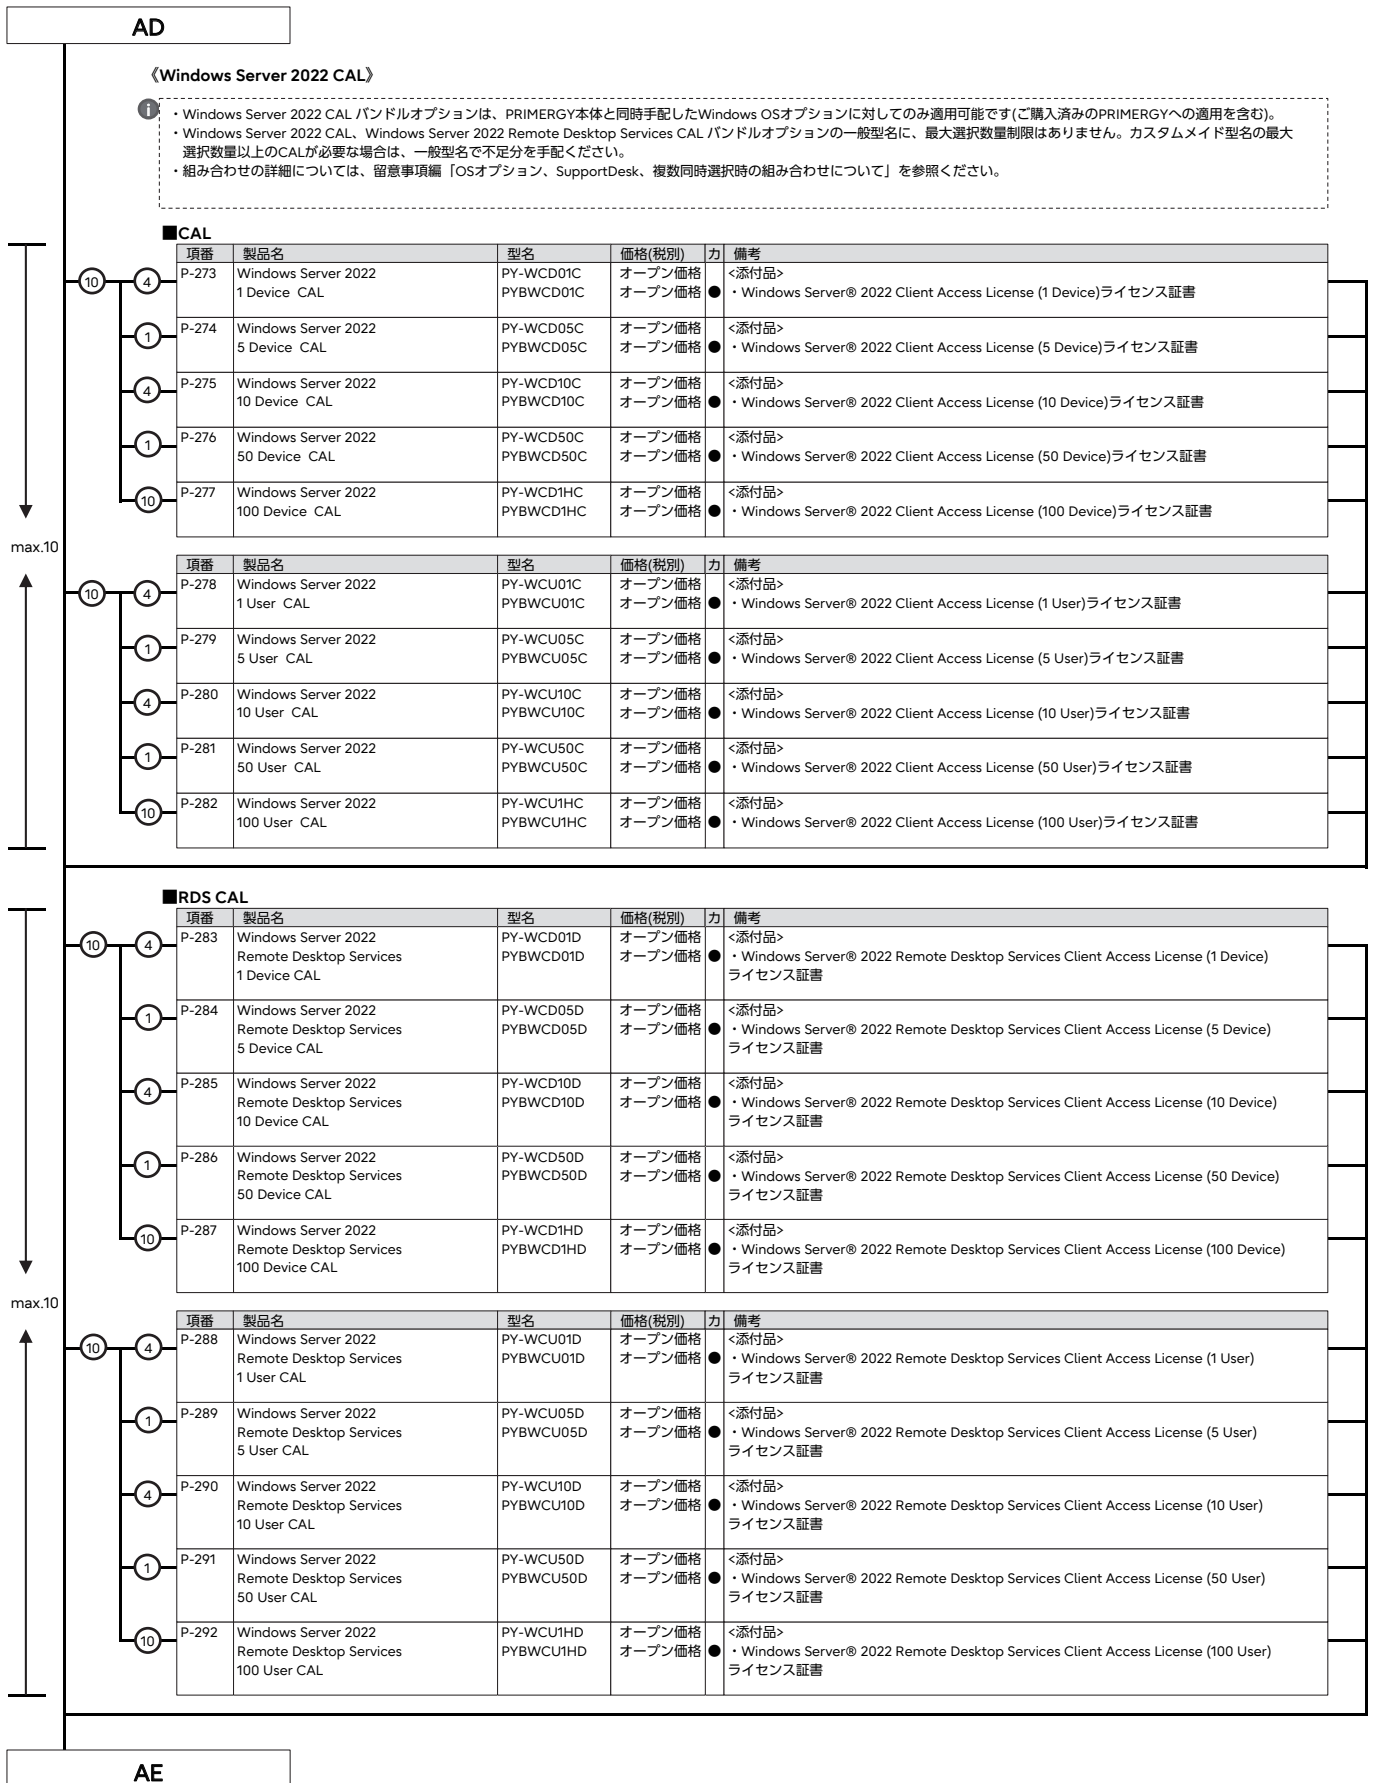 AD
《Windows Server 2022 CAL》
・Windows Server 2022 CAL バンドルオプションは、PRIMERGY本体と同時手配したWindows OSオプションに対してのみ適用可能です(ご購入済みのPRIMERGYへの適用を含む)。
・Windows Server 2022 CAL、Windows Server 2022 Remote Desktop Services CAL バンドルオプションの一般型名に、最大選択数量制限はありません。カスタムメイド型名の最大
選択数量以上のCALが必要な場合は、一般型名で不足分を手配ください。
・組み合わせの詳細については、留意事項編「OSオプション、SupportDesk、複数同時選択時の組み合わせについて」を参照ください。
■CAL
項番 製品名 型名 価格(税別) カ 備考
10 4 P-273 Windows Server 2022 PY-WCD01C オープン価格 <添付品>
1 Device CAL PYBWCD01C オープン価格 ● ・Windows Server® 2022 Client Access License (1 Device)ライセンス証書
1 P-274 Windows Server 2022 PY-WCD05C オープン価格 <添付品>
5 Device CAL PYBWCD05C オープン価格 ● ・Windows Server® 2022 Client Access License (5 Device)ライセンス証書
4 P-275 Windows Server 2022 PY-WCD10C オープン価格 <添付品>
10 Device CAL PYBWCD10C オープン価格 ● ・Windows Server® 2022 Client Access License (10 Device)ライセンス証書
1 P-276 Windows Server 2022 PY-WCD50C オープン価格 <添付品>
50 Device CAL PYBWCD50C オープン価格 ● ・Windows Server® 2022 Client Access License (50 Device)ライセンス証書
10 P-277 Windows Server 2022 PY-WCD1HC オープン価格 <添付品>
100 Device CAL PYBWCD1HC オープン価格 ● ・Windows Server® 2022 Client Access License (100 Device)ライセンス証書
max.10
項番 製品名 型名 価格(税別) カ 備考
10 4 P-278 Windows Server 2022 PY-WCU01C オープン価格 <添付品>
1 User CAL PYBWCU01C オープン価格 ● ・Windows Server® 2022 Client Access License (1 User)ライセンス証書
1 P-279 Windows Server 2022 PY-WCU05C オープン価格 <添付品>
5 User CAL PYBWCU05C オープン価格 ● ・Windows Server® 2022 Client Access License (5 User)ライセンス証書
4 P-280 Windows Server 2022 PY-WCU10C オープン価格 <添付品>
10 User CAL PYBWCU10C オープン価格 ● ・Windows Server® 2022 Client Access License (10 User)ライセンス証書
1 P-281 Windows Server 2022 PY-WCU50C オープン価格 <添付品>
50 User CAL PYBWCU50C オープン価格 ● ・Windows Server® 2022 Client Access License (50 User)ライセンス証書
10 P-282 Windows Server 2022 PY-WCU1HC オープン価格 <添付品>
100 User CAL PYBWCU1HC オープン価格 ● ・Windows Server® 2022 Client Access License (100 User)ライセンス証書
■RDS CAL
項番 製品名 型名 価格(税別) カ 備考
10 4 P-283 Windows Server 2022 PY-WCD01D オープン価格 <添付品>
Remote Desktop Services PYBWCD01D オープン価格 ● ・Windows Server® 2022 Remote Desktop Services Client Access License (1 Device)
1 Device CAL ライセンス証書
1 P-284 Windows Server 2022 PY-WCD05D オープン価格 <添付品>
Remote Desktop Services PYBWCD05D オープン価格 ● ・Windows Server® 2022 Remote Desktop Services Client Access License (5 Device)
5 Device CAL ライセンス証書
4 P-285 Windows Server 2022 PY-WCD10D オープン価格 <添付品>
Remote Desktop Services PYBWCD10D オープン価格 ● ・Windows Server® 2022 Remote Desktop Services Client Access License (10 Device)
10 Device CAL ライセンス証書
1 P-286 Windows Server 2022 PY-WCD50D オープン価格 <添付品>
Remote Desktop Services PYBWCD50D オープン価格 ● ・Windows Server® 2022 Remote Desktop Services Client Access License (50 Device)
50 Device CAL ライセンス証書
10 P-287 Windows Server 2022 PY-WCD1HD オープン価格 <添付品>
Remote Desktop Services PYBWCD1HD オープン価格 ● ・Windows Server® 2022 Remote Desktop Services Client Access License (100 Device)
100 Device CAL ライセンス証書
max.10
項番 製品名 型名 価格(税別) カ 備考
10 4 P-288 Windows Server 2022 PY-WCU01D オープン価格 <添付品>
Remote Desktop Services PYBWCU01D オープン価格 ● ・Windows Server® 2022 Remote Desktop Services Client Access License (1 User)
1 User CAL ライセンス証書
1 P-289 Windows Server 2022 PY-WCU05D オープン価格 <添付品>
Remote Desktop Services PYBWCU05D オープン価格 ● ・Windows Server® 2022 Remote Desktop Services Client Access License (5 User)
5 User CAL ライセンス証書
4 P-290 Windows Server 2022 PY-WCU10D オープン価格 <添付品>
Remote Desktop Services PYBWCU10D オープン価格 ● ・Windows Server® 2022 Remote Desktop Services Client Access License (10 User)
10 User CAL ライセンス証書
1 P-291 Windows Server 2022 PY-WCU50D オープン価格 <添付品>
Remote Desktop Services PYBWCU50D オープン価格 ● ・Windows Server® 2022 Remote Desktop Services Client Access License (50 User)
50 User CAL ライセンス証書
10 P-292 Windows Server 2022 PY-WCU1HD オープン価格 <添付品>
Remote Desktop Services PYBWCU1HD オープン価格 ● ・Windows Server® 2022 Remote Desktop Services Client Access License (100 User)
100 User CAL ライセンス証書
AE